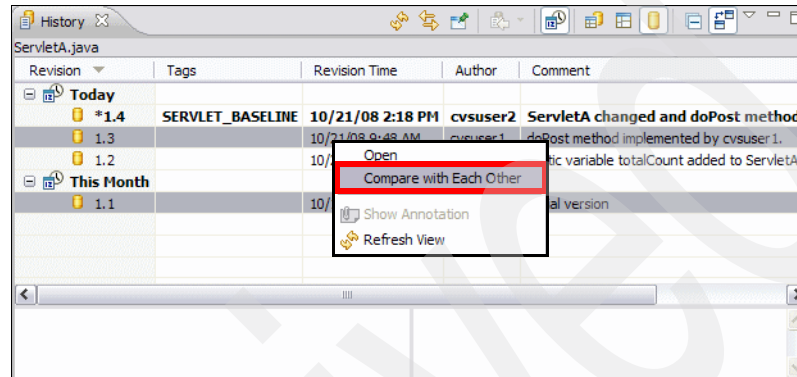 History
ServletA.java
Revision Tags Revision Time Author Comment
Today
*1.4 SERVLET_BASELINE 10/21/08 2:18 PM cvsuser2 ServletA changed and doPost method
1.3 10/21/08 9:48 AM cvsuser1 doPost method implemented by cvsuser1.
1.2 10/ Open tic variable totalCount added to ServletA
This Month Compare with Each Other
1.1 10/ Show Annotation ial version
Refresh View